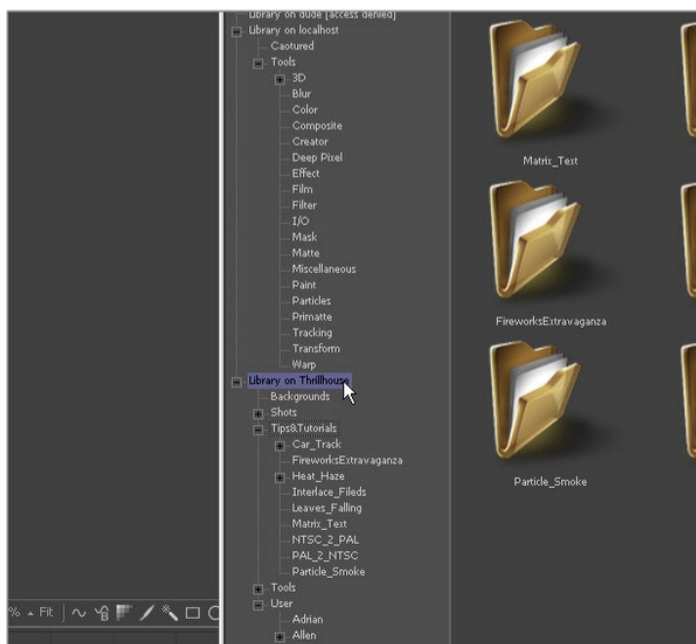 Library on dude [access denied]
Library on localhost
Caotured
Tools
3D
Blur
Color
Composite
Creator
Deep Pixel
Effect
Film
Filter
I/O
Mask
Matte
Miscellaneous
Paint
Particles
Primatte
Tracking
Transform
Warp
Library on Thrillhouse
Backgrounds
Shots
Tips&Tutorials
Car_Track
FireworksExtravaganza
Heat_Haze
Interlace_Fileds
Leaves_Falling
Matrix_Text
NTSC_2_PAL
PAL_2_NTSC
Particle_Smoke
Tools
User
Adrian
Allen
Matrix_Text
FireworksExtravaganza
Particle_Smoke
% Fit